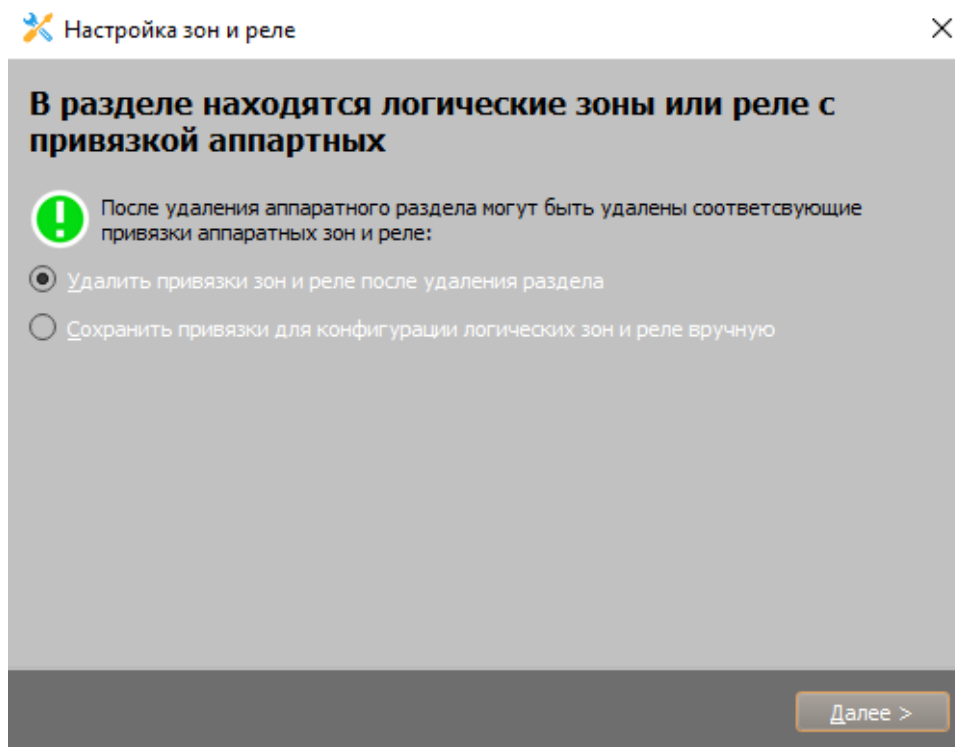 Настройка зон и реле
В разделе находятся логические зоны или реле с
привязкой аппартных
После удаления аппаратного раздела могут быть удалены соответсвующие
привязки аппаратных зон и реле:
Удалить привязки зон и реле после удаления раздела
Сохранить привязки для конфигурации логических зон и реле вручную
Далее >